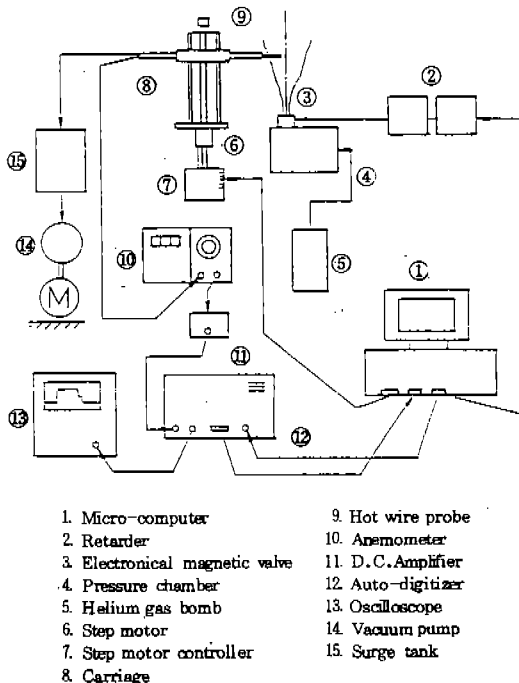 ⑨
②
⑧
③
⑥
④
⑮
⑦
⑭
⑩
⑤
①
M
⑪
⑬
⑫
1. Micro-computer
2. Retarder
3. Electronical magnetic valve
4. Pressure chamber
5. Helium gas bomb
6. Step motor
7. Step motor controller
8. Carriage
9. Hot wire probe
10. Anemometer
11. D.C.Amplifier
12. Auto-digitizer
13. Oscilloscope
14. Vacuum pump
15. Surge tank